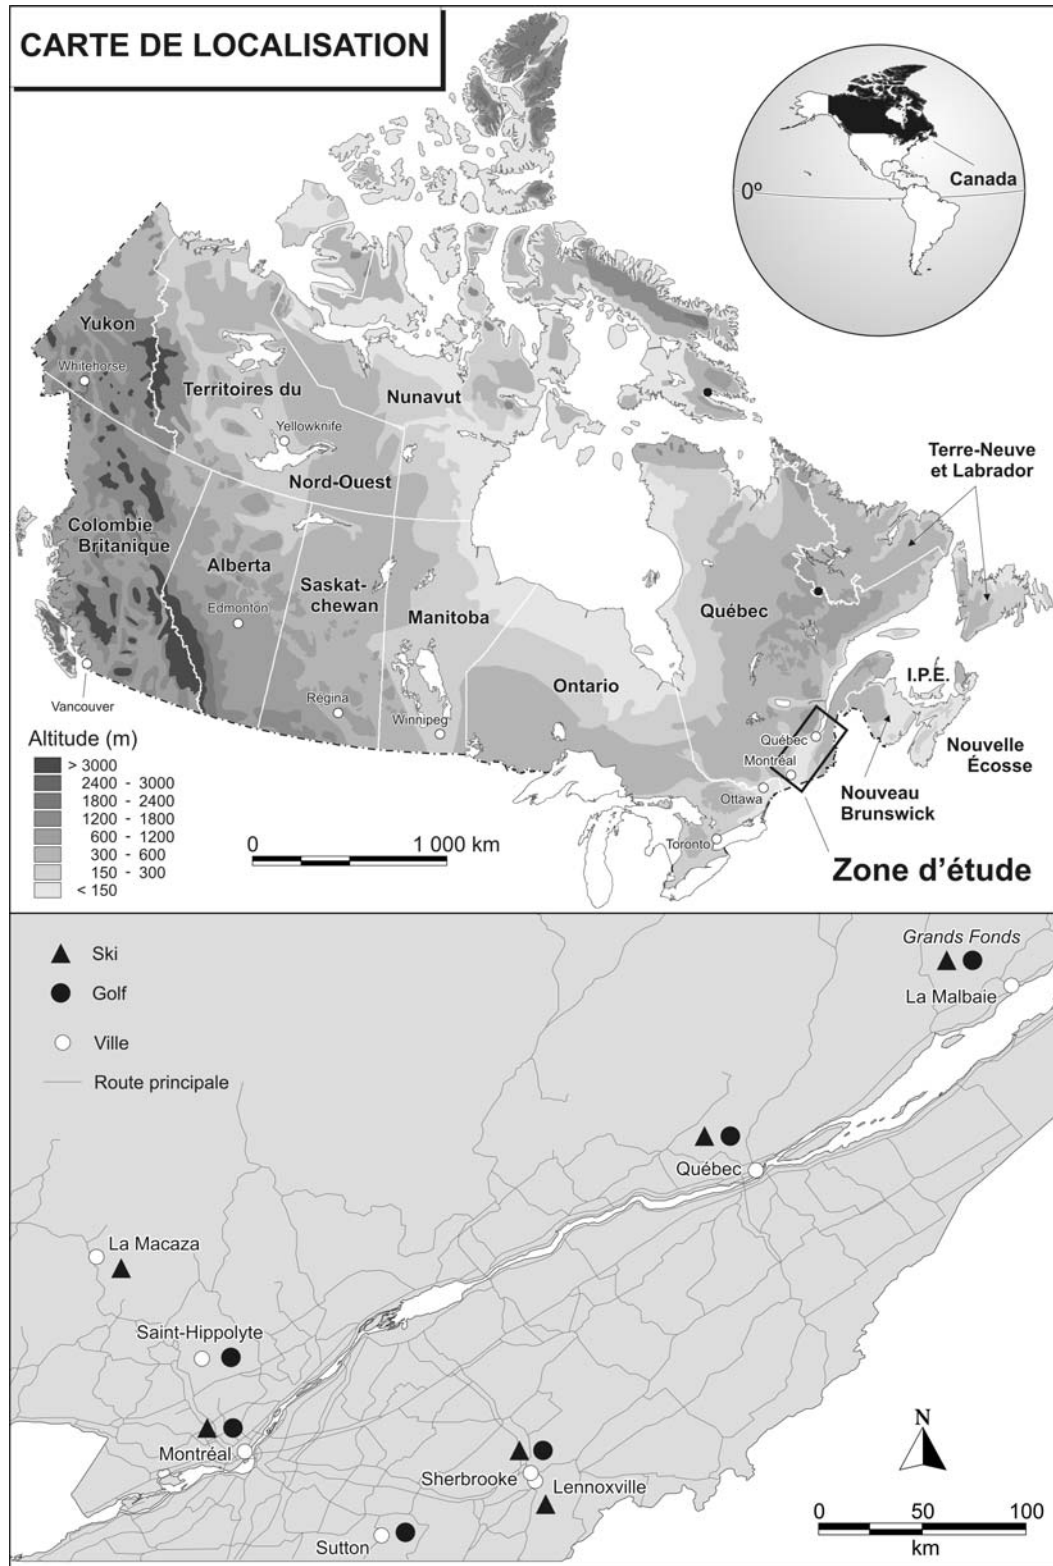 CARTE DE LOCALISATION
Canada
0º
Yukon
Whitehorse
Territoires du
Nord-Ouest
Yellowknife
Nunavut
Terre-Neuve
et Labrador
Colombie
Britanique
Alberta
Edmonton
Saskat-
chewan
Manitoba
Québec
Ontario
I.P.E.
Vancouver
Régina
Winnipeg
Québec
Montréal
Ottawa
Toronto
Nouvelle
Écosse
Nouveau
Brunswick
Altitude (m)
> 3000
2400 - 3000
1800 - 2400
1200 - 1800
600 - 1200
300 - 600
150 - 300
< 150
0 1 000 km
Zone d'étude
Ski
Golf
Ville
Route principale
Grands Fonds
La Malbaie
Québec
La Macaza
Saint-Hippolyte
Montréal
Sherbrooke
Lennoxville
Sutton
N
0 50 100
km